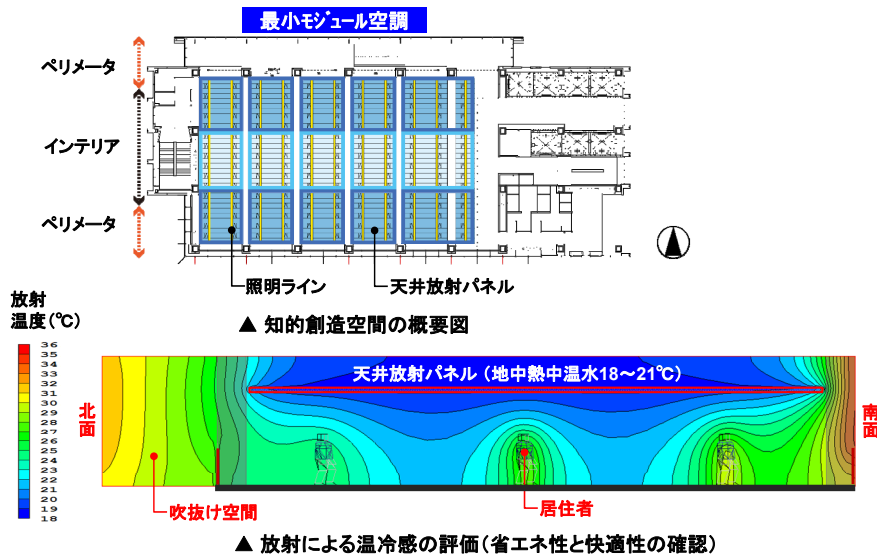 最小モジュール空調
ペリメータ
インテリア
ペリメータ
照明ライン
天井放射パネル
▲ 知的創造空間の概要図
放射
温度(℃)
36
35
34
33
32
31
30
29
28
27
26
25
24
23
22
21
20
19
18
北面
天井放射パネル (地中熱中温水18~21℃)
南面
吹抜け空間
居住者
▲ 放射による温冷感の評価(省エネ性と快適性の確認)